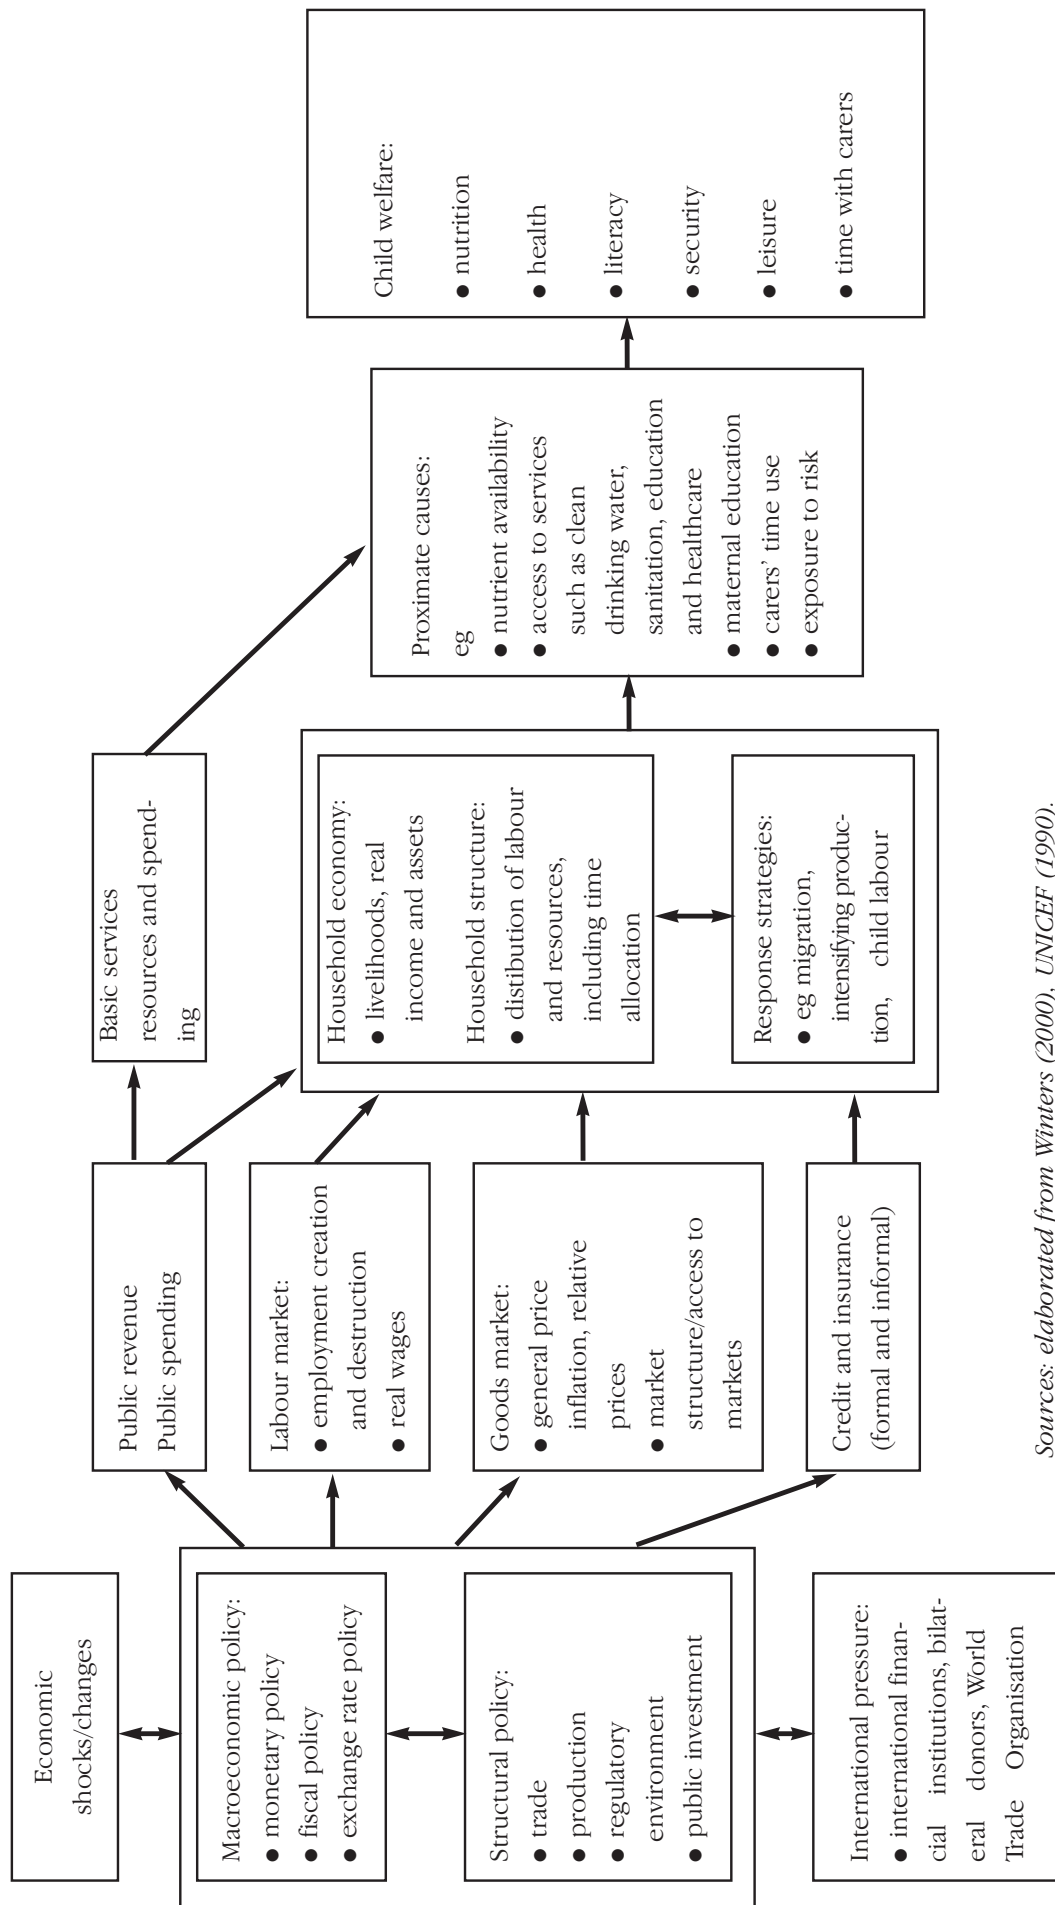 Economic
shocks/changes
Macroeconomic policy:
● monetary policy
● fiscal policy
● exchange rate policy
Structural policy:
● trade
● production
● regulatory
environment
● public investment
International pressure:
● international finan-
cial institutions, bilat-
eral donors, World
Trade Organisation
Public revenue
Public spending
Labour market:
● employment creation
and destruction
● real wages
Goods market:
● general price
inflation, relative
prices
● market
structure/access to
markets
Credit and insurance
(formal and informal)
Basic services
resources and spend-
ing
Household economy:
● livelihoods, real
income and assets
Household structure:
● distibution of labour
and resources,
including time
allocation
Response strategies:
● eg migration,
intensifying produc-
tion, child labour
Proximate causes:
eg
● nutrient availability
● access to services
such as clean
drinking water,
sanitation, education
and healthcare
● maternal education
● carers' time use
● exposure to risk
Child welfare:
● nutrition
● health
● literacy
● security
● leisure
● time with carers
Sources: elaborated from Winters (2000), UNICEF (1990).